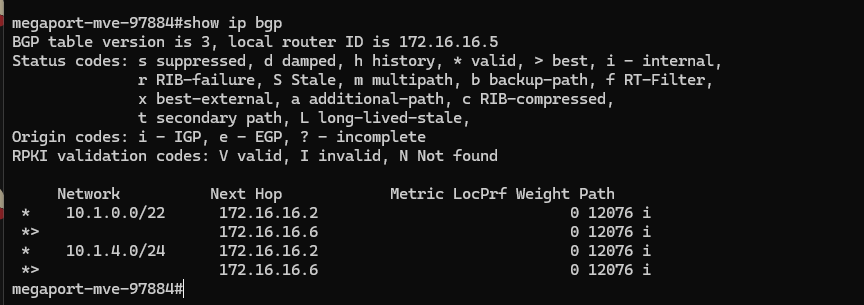 megaport-mve-97884#show ip bgp
BGP table version is 3, local router ID is 172.16.16.5
Status codes: s suppressed, d damped, h history, * valid, > best, i - internal,
              r RIB-failure, S Stale, m multipath, b backup-path, f RT-Filter,
              x best-external, a additional-path, c RIB-compressed,
              t secondary path, L long-lived-stale,
Origin codes: i - IGP, e - EGP, ? - incomplete
RPKI validation codes: V valid, I invalid, N Not found

     Network          Next Hop            Metric LocPrf Weight Path
 *    10.1.0.0/22      172.16.16.2                            0 12076 i
 *>                    172.16.16.6                            0 12076 i
 *    10.1.4.0/24      172.16.16.2                            0 12076 i
 *>                    172.16.16.6                            0 12076 i
megaport-mve-97884#